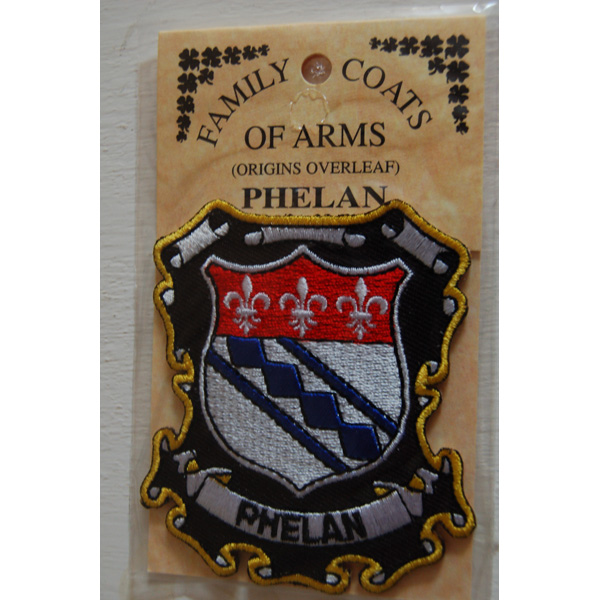 FAMILY COATS
OF ARMS
(ORIGINS OVERLEAF)
PHELAN
PHELAN